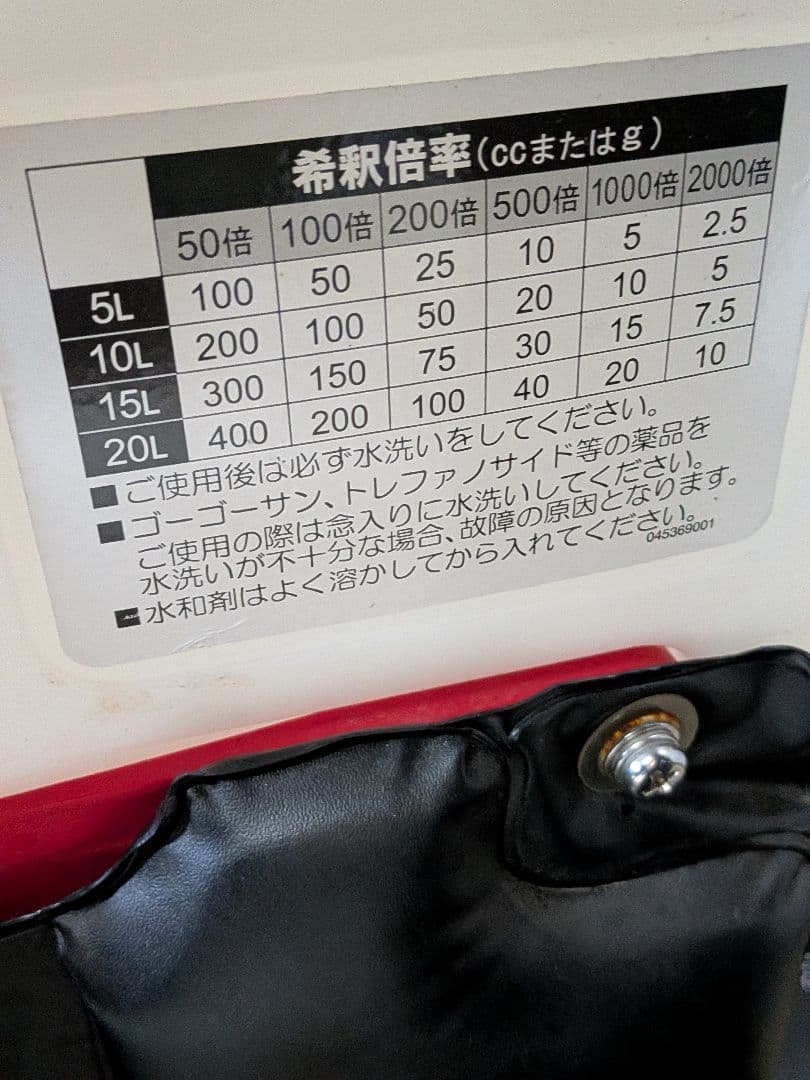 希釈倍率(ccまたはg)
50倍 100倍 200倍 500倍 1000倍 2000倍
5L 100 50 25 10 5 2.5
10L 200 100 50 20 10 5
15L 300 150 75 30 15 7.5
20L 400 200 100 40 20 10
■ご使用後は必ず水洗いをしてください。
■ゴーゴーサン、トレファノサイド等の薬品を
ご使用の際は念入りに水洗いしてください。
水洗いが不十分な場合、故障の原因となります。
■水和剤はよく溶かしてから入れてください。
045369001